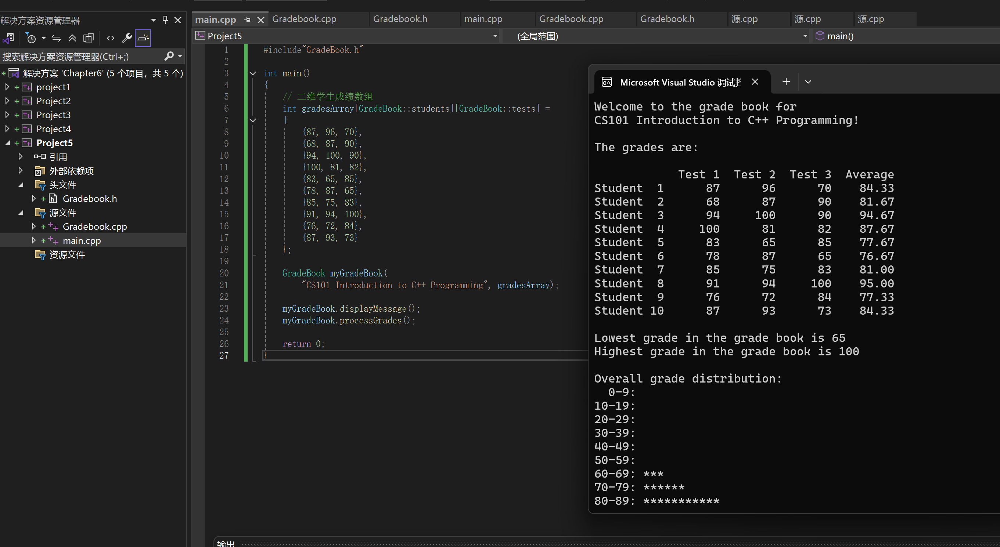 解决方案资源管理器
搜索解决方案资源管理器(Ctrl+;)
解决方案 'Chapter6' (5 个项目，共 5 个)
project1
Project2
Project3
Project4
Project5
引用
外部依赖项
头文件
Gradebook.h
源文件
Gradebook.cpp
main.cpp
资源文件
main.cpp Gradebook.cpp Gradebook.h main.cpp Gradebook.cpp Gradebook.h 源.cpp 源.cpp 源.cpp
Project5 (全局范围) main()
1 #include"GradeBook.h"
2
3 int main()
4 {
5 // 二维学生成绩数组
6 int gradesArray[GradeBook::students][GradeBook::tests] =
7 {
8 {87, 96, 70},
9 {68, 87, 90},
10 {94, 100, 90},
11 {100, 81, 82},
12 {83, 65, 85},
13 {78, 87, 65},
14 {85, 75, 83},
15 {91, 94, 100},
16 {76, 72, 84},
17 {87, 93, 73}
18 };
19
20 GradeBook myGradeBook(
21 "CS101 Introduction to C++ Programming", gradesArray);
22
23 myGradeBook.displayMessage();
24 myGradeBook.processGrades();
25
26 return 0;
27 }
Microsoft Visual Studio 调试
Welcome to the grade book for
CS101 Introduction to C++ Programming!
The grades are:
Test 1 Test 2 Test 3 Average
Student 1 87 96 70 84.33
Student 2 68 87 90 81.67
Student 3 94 100 90 94.67
Student 4 100 81 82 87.67
Student 5 83 65 85 77.67
Student 6 78 87 65 76.67
Student 7 85 75 83 81.00
Student 8 91 94 100 95.00
Student 9 76 72 84 77.33
Student 10 87 93 73 84.33
Lowest grade in the grade book is 65
Highest grade in the grade book is 100
Overall grade distribution:
0-9:
10-19:
20-29:
30-39:
40-49:
50-59:
60-69: ***
70-79: ******
80-89: ***********
输出